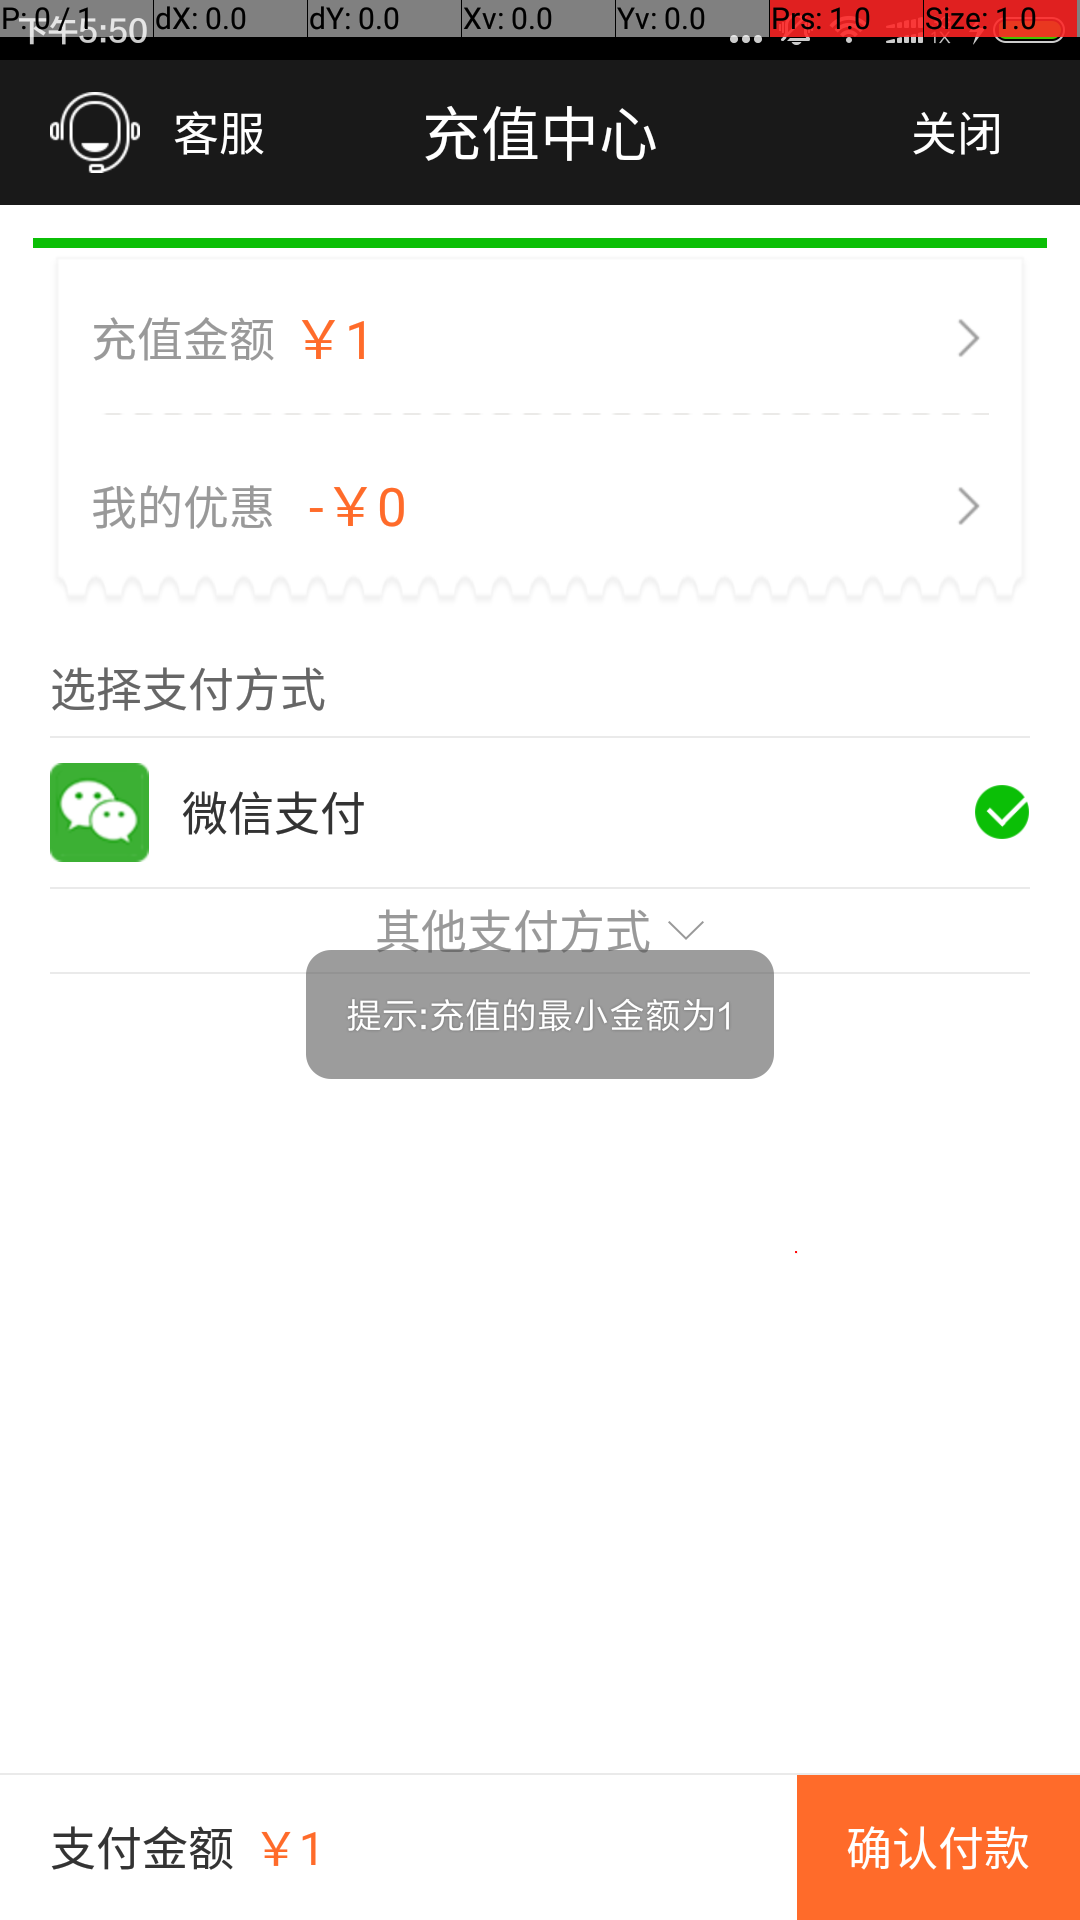 P: 0 / 1 dX: 0.0 dY: 0.0 Xv: 0.0 Yv: 0.0 Prs: 1.0 Size: 1.0
下午5:50 1X
客服 充值中心 关闭
充值金额 ￥1
我的优惠 -￥0
选择支付方式
微信支付
其他支付方式
提示:充值的最小金额为1
支付金额 ￥1 确认付款